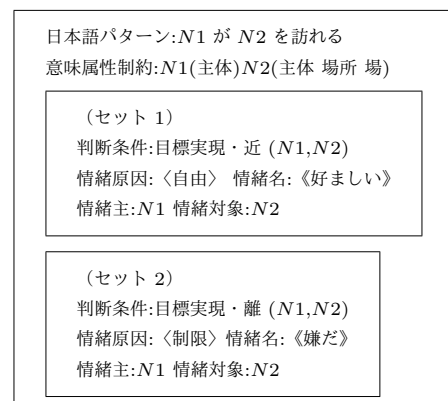 日本語パターン:N1 が N2 を訪れる
意味属性制約:N1(主体)N2(主体 場所 場)
（セット 1）
判断条件:目標実現・近 (N1,N2)
情緒原因:〈自由〉 情緒名:《好ましい》
情緒主:N1 情緒対象:N2
（セット 2）
判断条件:目標実現・離 (N1,N2)
情緒原因:〈制限〉情緒名:《嫌だ》
情緒主:N1 情緒対象:N2